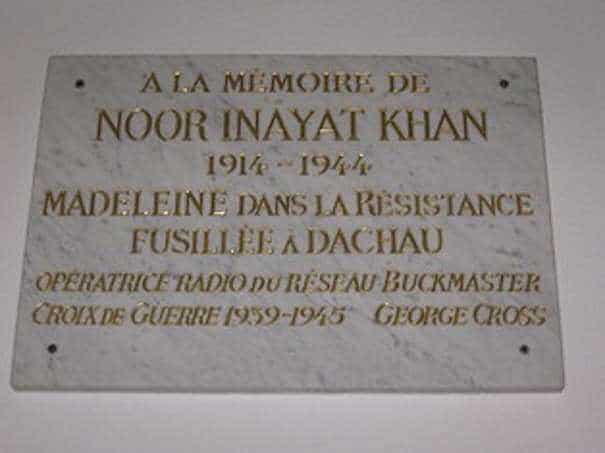 A LA MÉMOIRE DE
NOOR INAYAT KHAN
1914 - 1944
MADELEINE DANS LA RÉSISTANCE
FUSILLÉE À DACHAU
OPÉRATRICE RADIO DU RÉSEAU BUCKMASTER
CROIX DE GUERRE 1939-1945 GEORGE CROSS